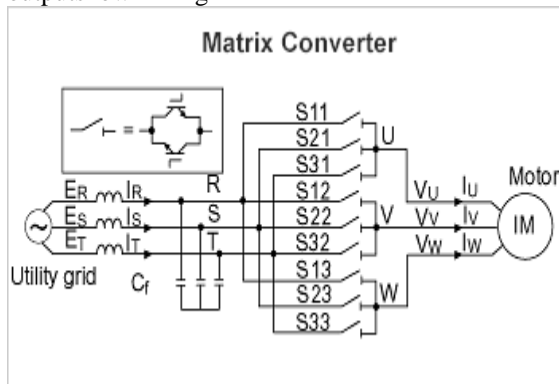 Matrix Converter
S11
S21
U
S31
ER IR R S12 VU IU Motor
ES IS S S22 V VV IV IM
ET IT T S32 VW IW
Utility grid Cf S13
S23 W
S33